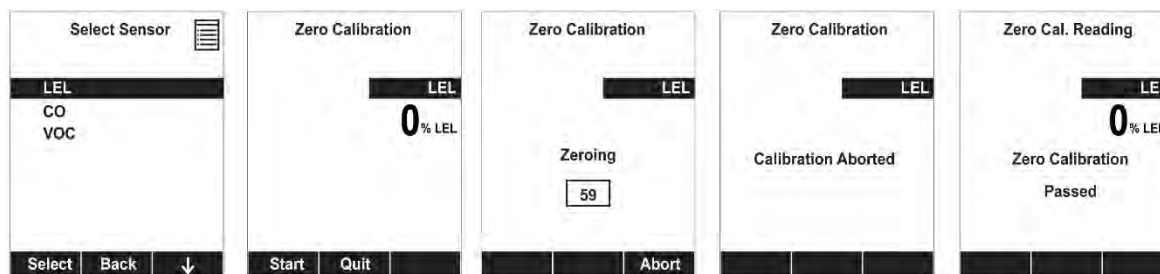 Select Sensor
LEL
CO
VOC
Select Back ↓
Zero Calibration
LEL
0 % LEL
Start Quit
Zero Calibration
LEL
Zeroing
59
Abort
Zero Calibration
LEL
Calibration Aborted
Zero Cal. Reading
LE
0 % LEL
Zero Calibration
Passed